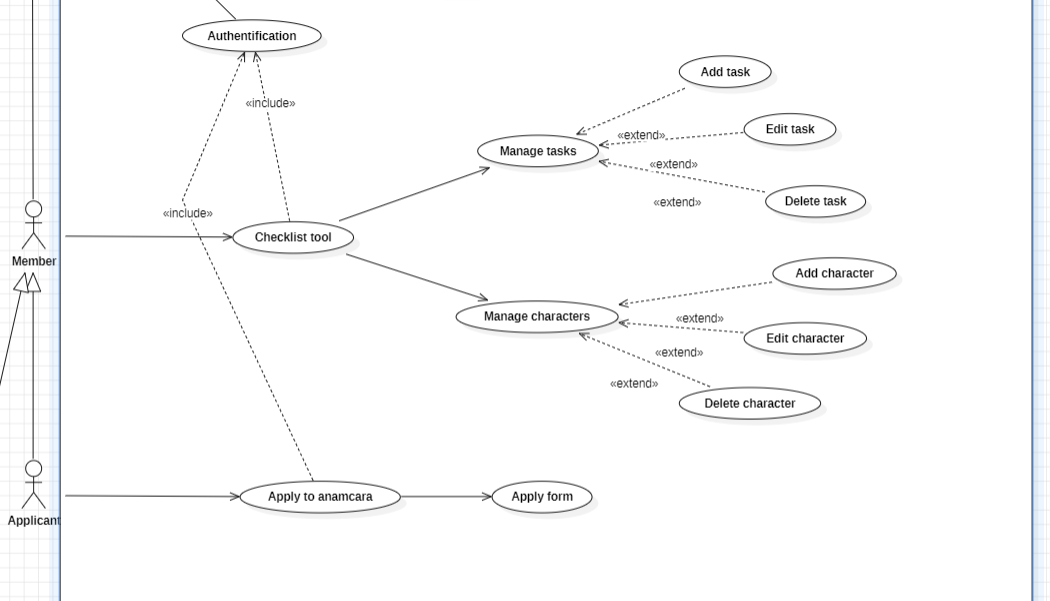 Authentification
Add task
«include»
Edit task
«extend»
Manage tasks
«extend»
Delete task
«extend»
«include»
Checklist tool
Member
Add character
Manage characters
«extend»
Edit character
«extend»
«extend»
Delete character
Apply to anamcara
Apply form
Applicant